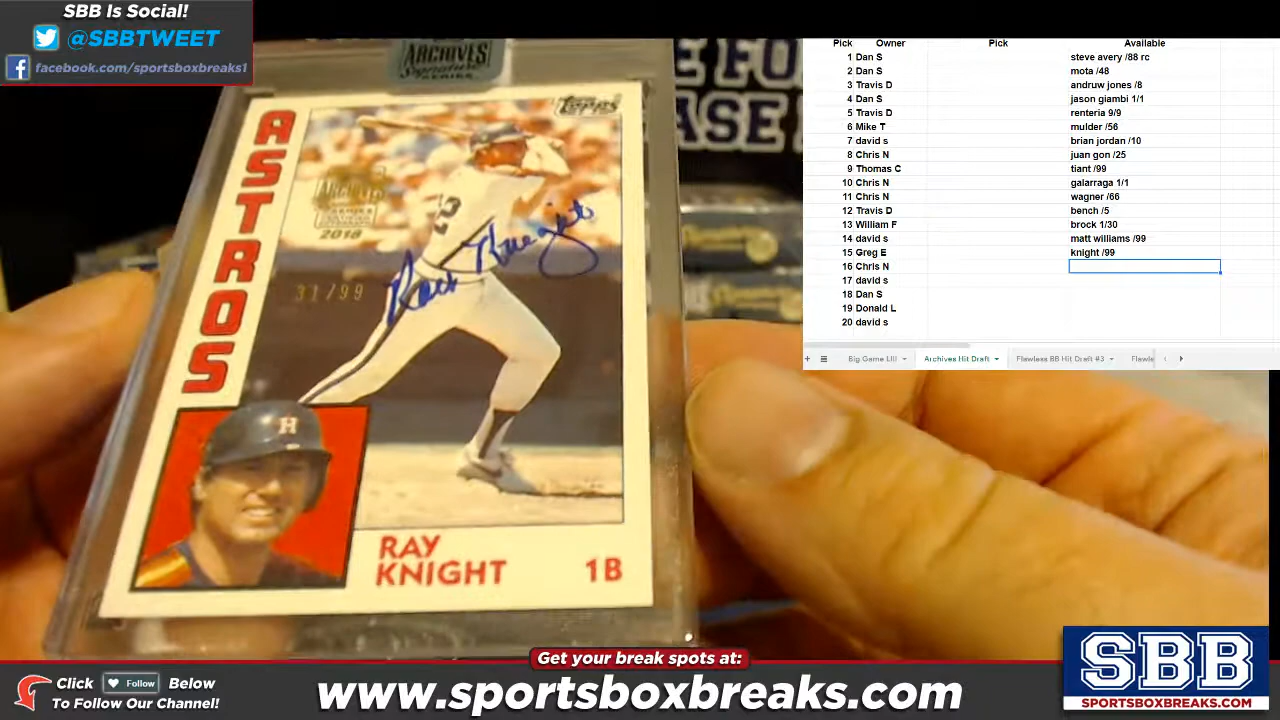 SBB Is Social!
@SBBTWEET
facebook.com/sportsboxbreaks1
ARCHIVES
Signature
SERIES
Topps
ASTROS
2018
31/99
Ray Knight
H
RAY
KNIGHT
1B
Pick Owner Pick Available
1 Dan S steve avery /88 rc
2 Dan S mota /48
3 Travis D andruw jones /8
4 Dan S jason giambi 1/1
5 Travis D renteria 9/9
6 Mike T mulder /56
7 david s brian jordan /10
8 Chris N juan gon /25
9 Thomas C tiant /99
10 Chris N galarraga 1/1
11 Chris N wagner /66
12 Travis D bench /5
13 William F brock 1/30
14 david s matt williams /99
15 Greg E knight /99
16 Chris N
17 david s
18 Dan S
19 Donald L
20 david s
Big Game LIII Archives Hit Draft Flawless BB Hit Draft #3 Flawle
Get your break spots at:
Click Follow Below
To Follow Our Channel!
www.sportsboxbreaks.com
SBB
SPORTSBOXBREAKS.COM